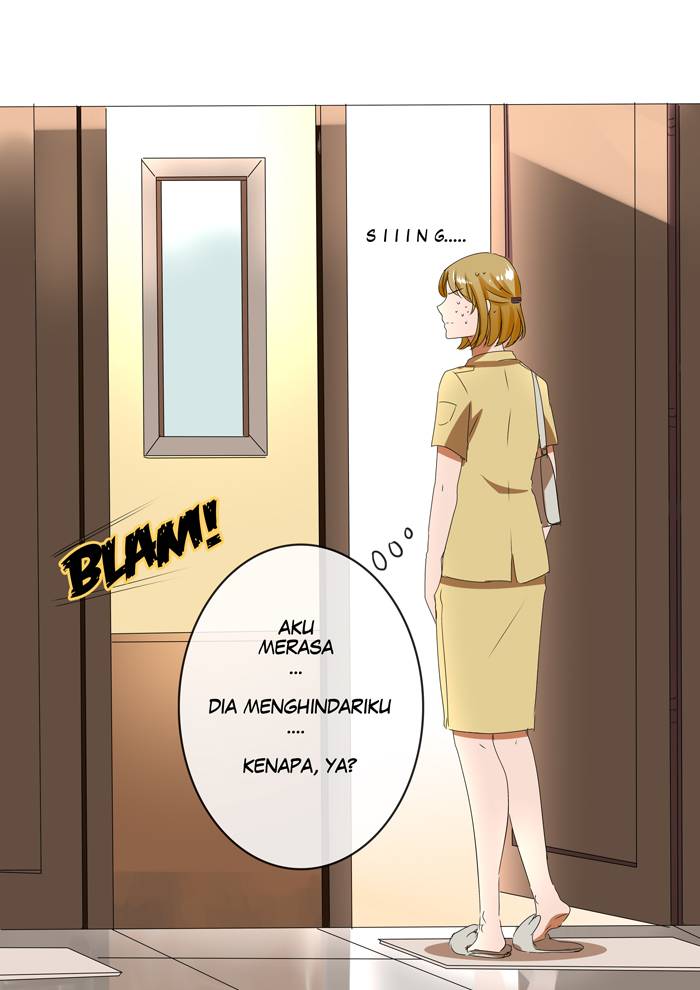 SIIING.....
BLAM!
AKU
MERASA
...
DIA MENGHINDARIKU
....
KENAPA, YA?